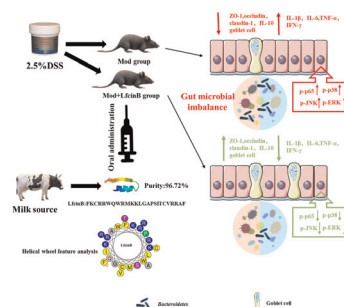 2.5%DSS
Mod group
Mod+LfcinB group
Oral administration
Milk source
Purity:96.72%
LfcinB:FKCRRWQWRMKKLGAPSITCVRRAF
Helical wheel feature analysis
LfcinB
ZO-1,occludin,
claudin-1, IL-10
goblet cell
IL-1β, IL-6,TNF-α,
IFN-γ
Gut microbial
imbalance
p-p65 p-p38
p-JNK p-ERK
ZO-1,occludin,
claudin-1, IL-10
goblet cell
IL-1β, IL-6,TNF-α,
IFN-γ
p-p65 p-p38
p-JNK p-ERK
Bacteroidetes
Goblet cell